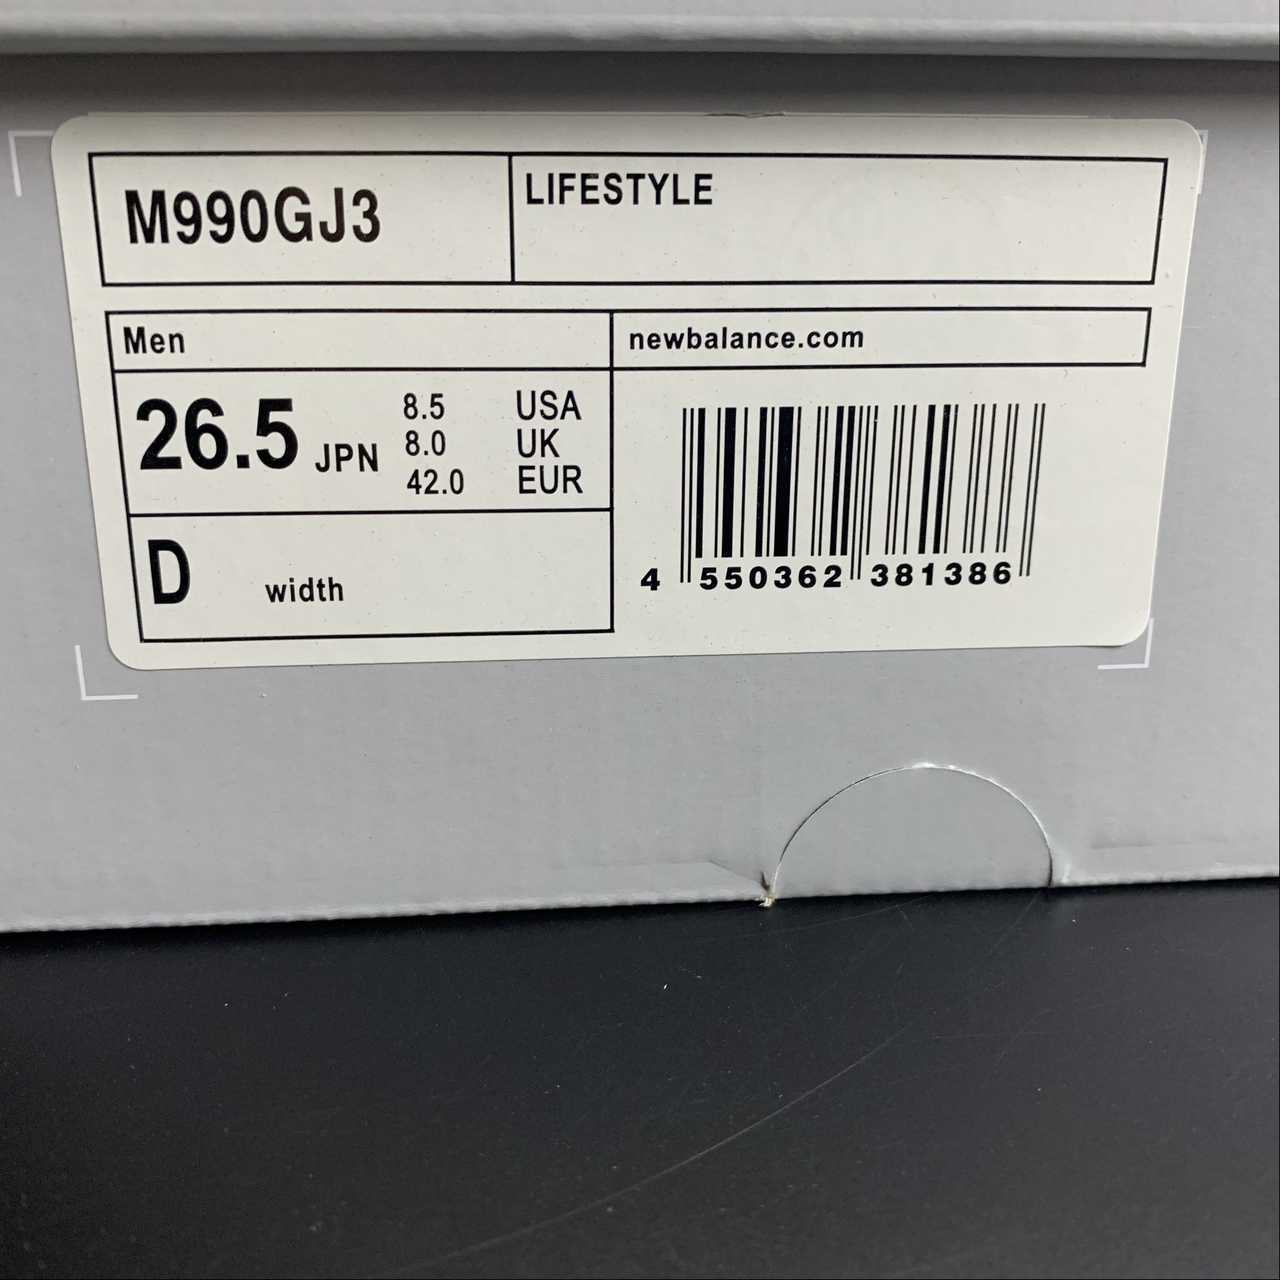 M990GJ3
LIFESTYLE
Men
newbalance.com
26.5 JPN
8.5 USA
8.0 UK
42.0 EUR
D width
4 550362 381386